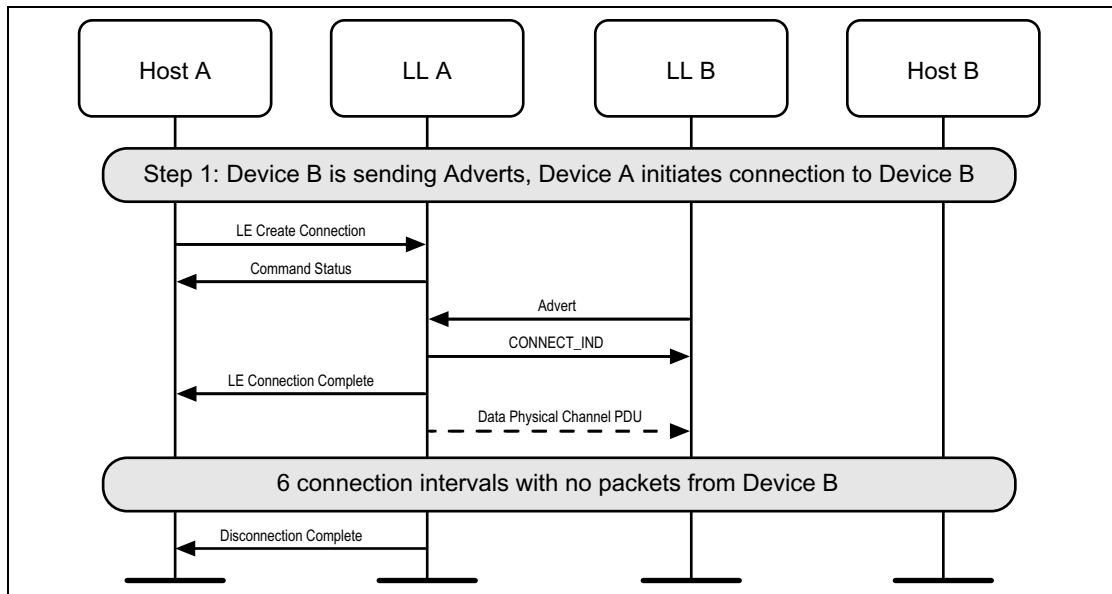 Host A
LL A
LL B
Host B
Step 1: Device B is sending Adverts, Device A initiates connection to Device B
LE Create Connection
Command Status
Advert
CONNECT_IND
LE Connection Complete
Data Physical Channel PDU
6 connection intervals with no packets from Device B
Disconnection Complete